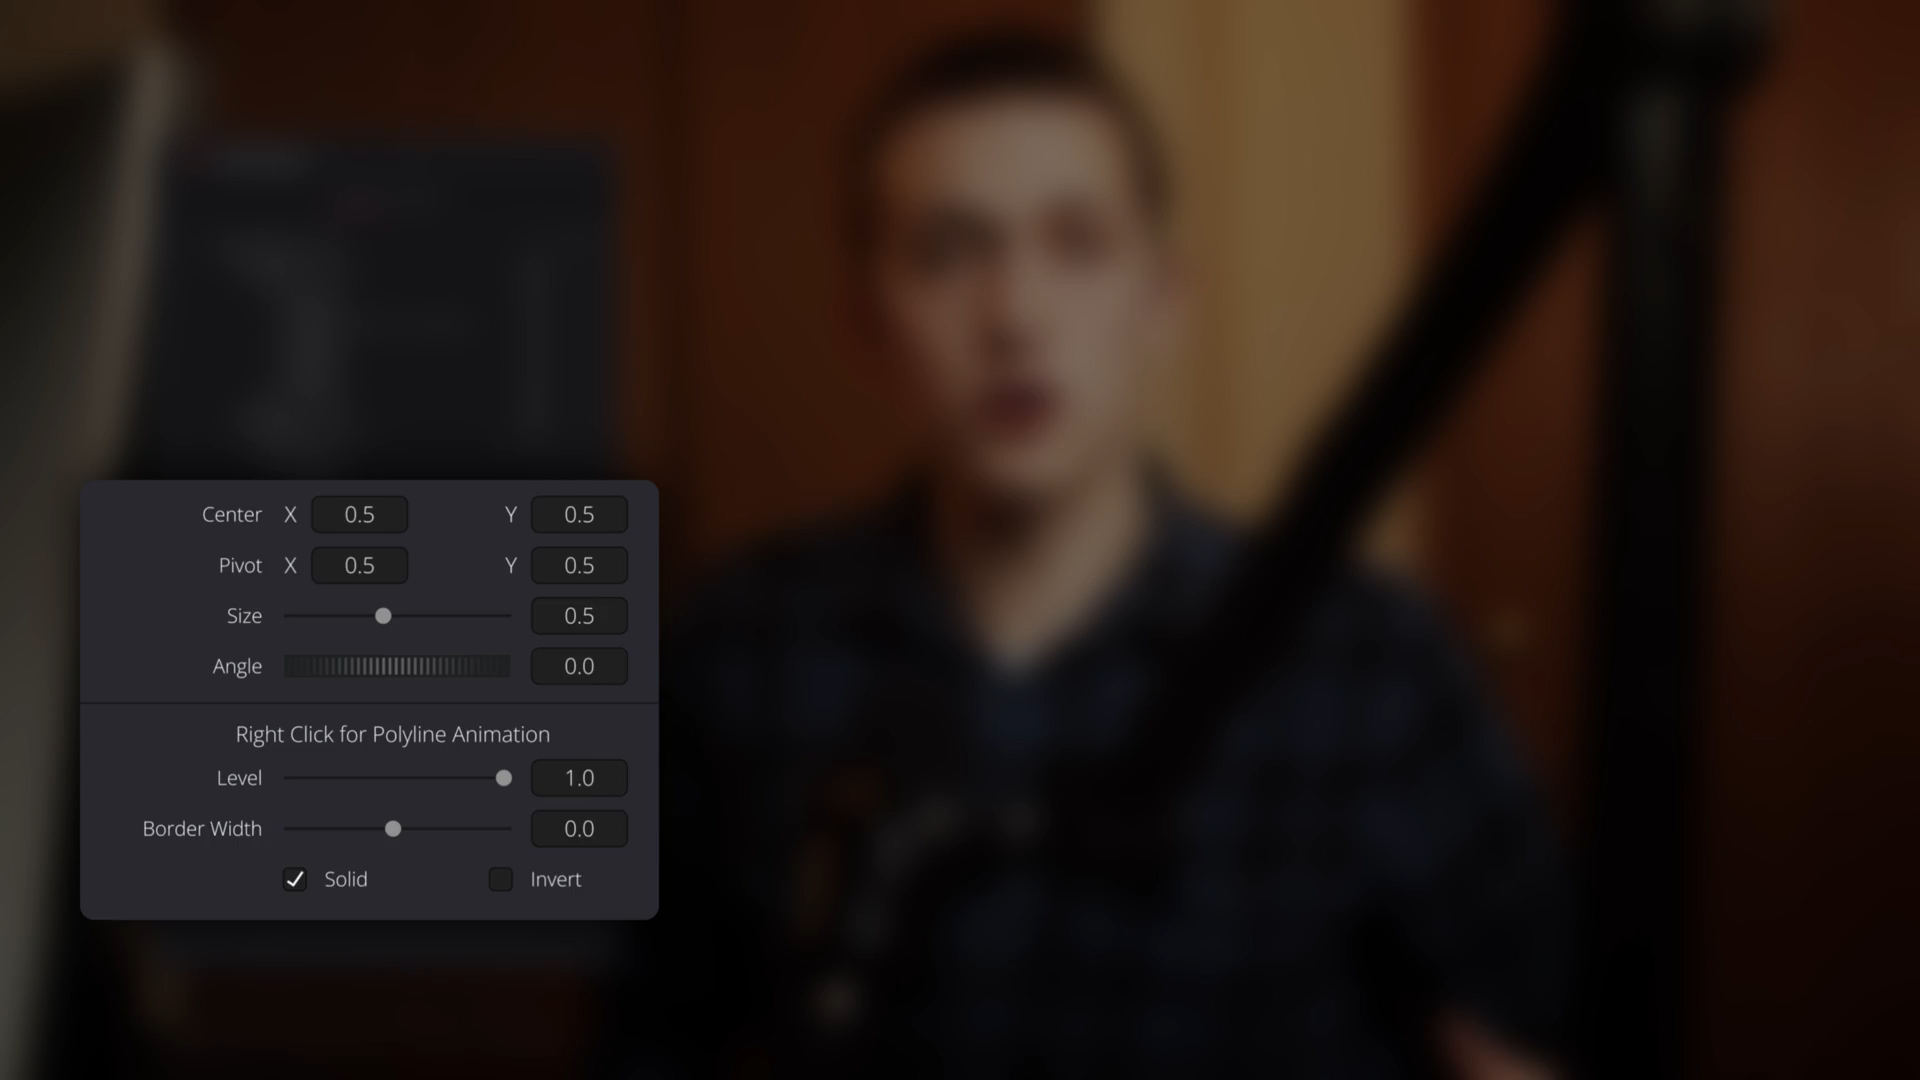 Center X 0.5 Y 0.5
Pivot X 0.5 Y 0.5
Size 0.5
Angle 0.0
Right Click for Polyline Animation
Level 1.0
Border Width 0.0
Solid Invert